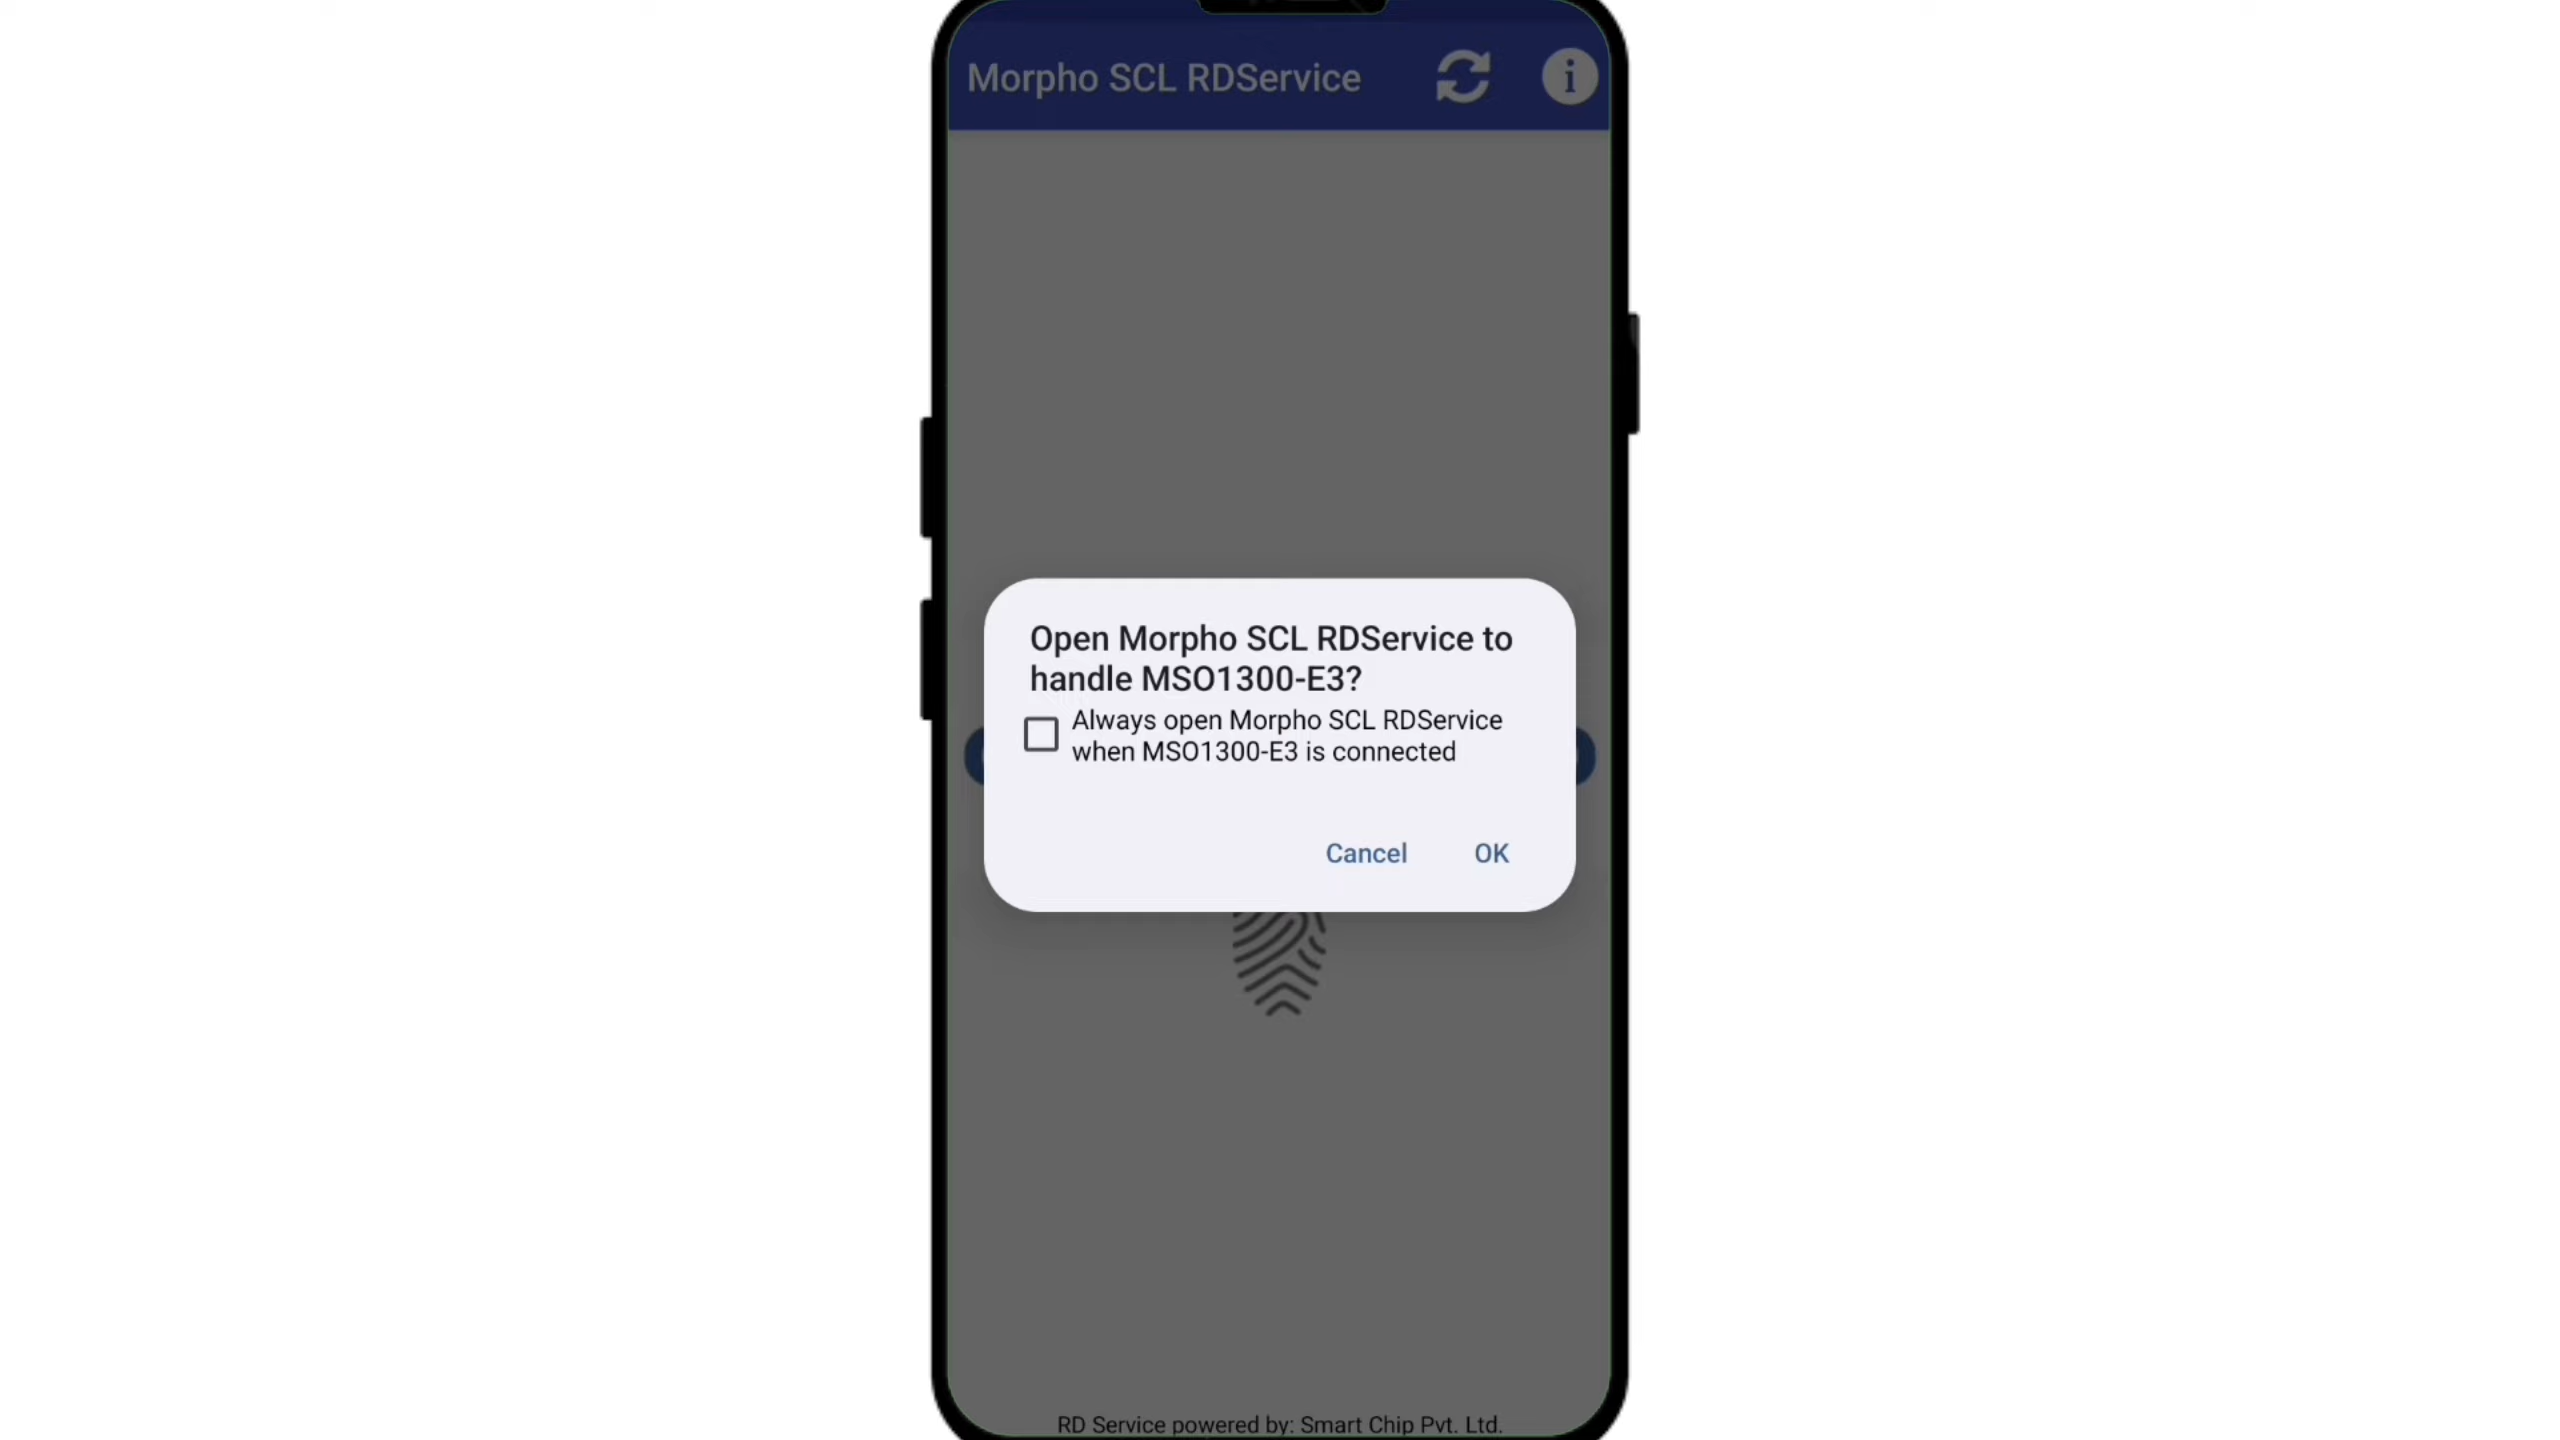 Morpho SCL RDService
Open Morpho SCL RDService to
handle MSO1300-E3?
Always open Morpho SCL RDService
when MSO1300-E3 is connected
Cancel OK
RD Service powered by: Smart Chip Pvt. Ltd.